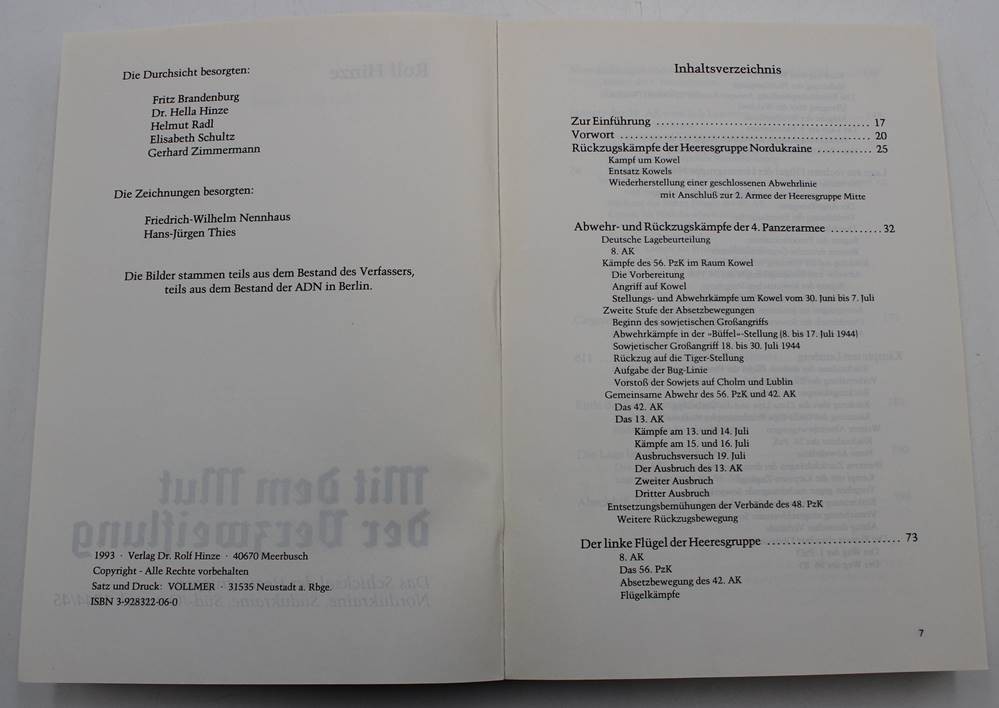 Die Durchsicht besorgten:
Fritz Brandenburg
Dr. Hella Hinze
Helmut Radl
Elisabeth Schultz
Gerhard Zimmermann
Die Zeichnungen besorgten:
Friedrich-Wilhelm Nennhaus
Hans-Jürgen Thies
Die Bilder stammen teils aus dem Bestand des Verfassers,
teils aus dem Bestand der ADN in Berlin.
1993 · Verlag Dr. Rolf Hinze · 40670 Meerbusch
Copyright - Alle Rechte vorbehalten
Satz und Druck: VOLLMER · 31535 Neustadt a. Rbge.
ISBN 3-928322-06-0
Inhaltsverzeichnis
Zur Einführung ........................................ 17
Vorwort ............................................... 20
Rückzugskämpfe der Heeresgruppe Nordukraine ........... 25
Kampf um Kowel
Entsatz Kowels
Wiederherstellung einer geschlossenen Abwehrlinie
mit Anschluß zur 2. Armee der Heeresgruppe Mitte
Abwehr- und Rückzugskämpfe der 4. Panzerarmee .......... 32
Deutsche Lagebeurteilung
8. AK
Kämpfe des 56. PzK im Raum Kowel
Die Vorbereitung
Angriff auf Kowel
Stellungs- und Abwehrkämpfe um Kowel vom 30. Juni bis 7. Juli
Zweite Stufe der Absetzbewegungen
Beginn des sowjetischen Großangriffs
Abwehrkämpfe in der »Büffel«-Stellung (8. bis 17. Juli 1944)
Sowjetischer Großangriff 18. bis 30. Juli 1944
Rückzug auf die Tiger-Stellung
Aufgabe der Bug-Linie
Vorstoß der Sowjets auf Cholm und Lublin
Gemeinsame Abwehr des 56. PzK und 42. AK
Das 42. AK
Das 13. AK
Kämpfe am 13. und 14. Juli
Kämpfe am 15. und 16. Juli
Ausbruchsversuch 19. Juli
Der Ausbruch des 13. AK
Zweiter Ausbruch
Dritter Ausbruch
Entsetzungsbemühungen der Verbände des 48. PzK
Weitere Rückzugsbewegung
Der linke Flügel der Heeresgruppe ......................... 73
8. AK
Das 56. PzK
Absetzbewegung des 42. AK
Flügelkämpfe
7